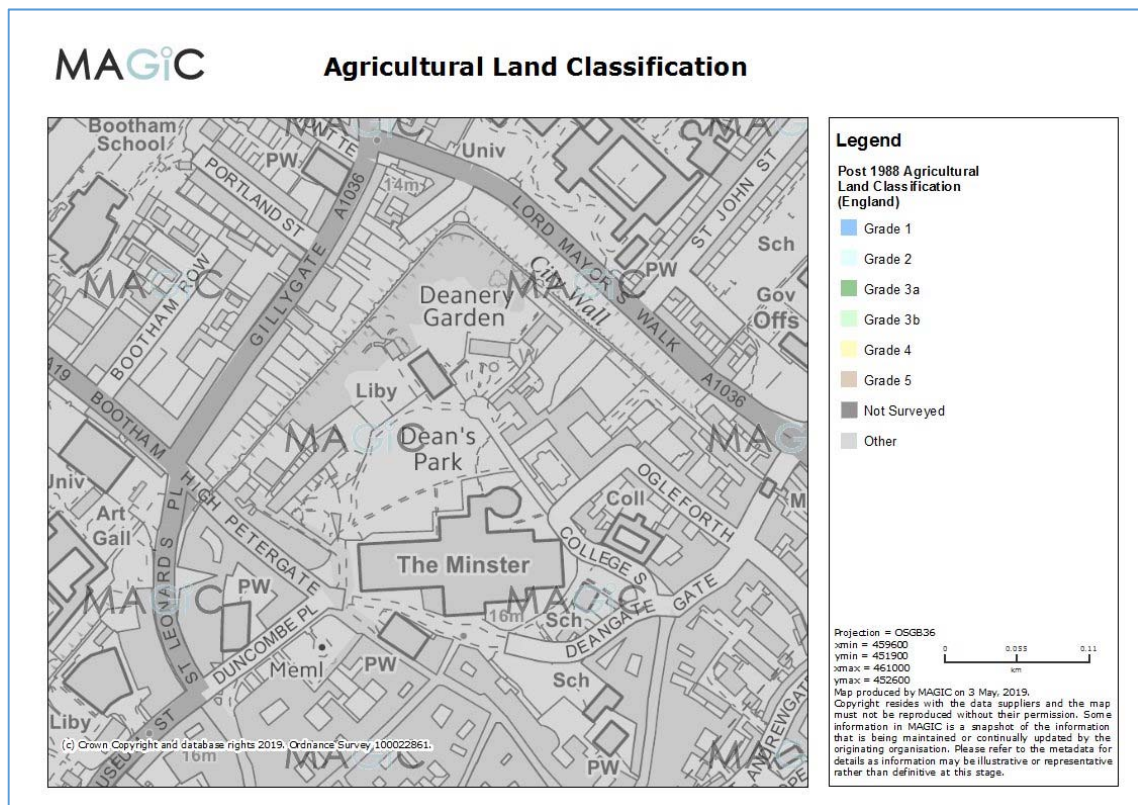 MAGiC
Agricultural Land Classification
Bootham
School
PW
Univ
PORTLAND ST
A1036
14m
LORD MAYOR'S WALK
ST JOHN ST
Sch
PW
City Wall
GILLYGATE
BOOTHAM ROW
Deanery
Garden
Gov
Offs
A19
BOOTHAM
Liby
W
A1036
Dean's
Park
Univ
Art
Gall
HIGH PETERGATE
Coll
OGLEFORTH
The Minster
COLLEGE S
ST LEONARD'S PL
PW
DUNCOMBE PL
16m
Sch
DEANGATE
GATE
Meml
PW
Sch
Liby
16m
PW
MAGiC
MAGiC
MAGiC
MAGiC
MAGiC
MAGiC
MAGiC
(c) Crown Copyright and database rights 2019. Ordnance Survey 100022861.
Legend
Post 1988 Agricultural
Land Classification
(England)
Grade 1
Grade 2
Grade 3a
Grade 3b
Grade 4
Grade 5
Not Surveyed
Other
Projection = OSGB36
xmin = 459600
ymin = 451900
xmax = 461000
ymax = 452600
0 0.055 0.11
km
Map produced by MAGIC on 3 May, 2019.
Copyright resides with the data suppliers and the map
must not be reproduced without their permission. Some
information in MAGIC is a snapshot of the information
that is being maintained or continually updated by the
originating organisation. Please refer to the metadata for
details as information may be illustrative or representative
rather than definitive at this stage.